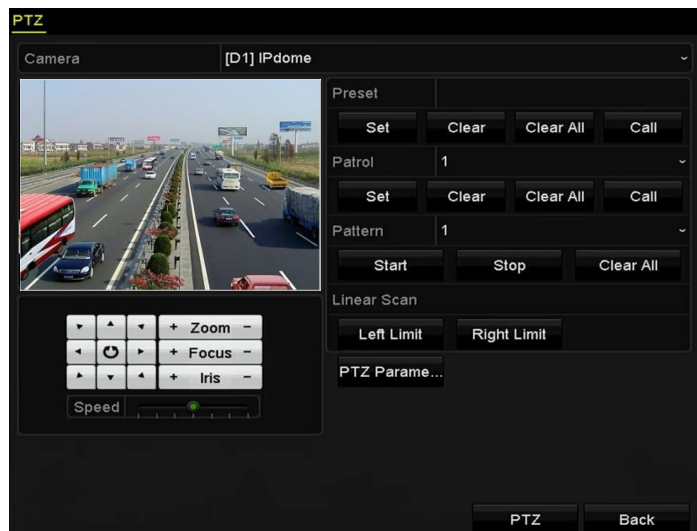 PTZ
Camera [D1] IPdome
Preset
Set Clear Clear All Call
Patrol 1
Set Clear Clear All Call
Pattern 1
Start Stop Clear All
Linear Scan
Left Limit Right Limit
PTZ Parame...
+ Zoom −
+ Focus −
+ Iris −
Speed
PTZ Back